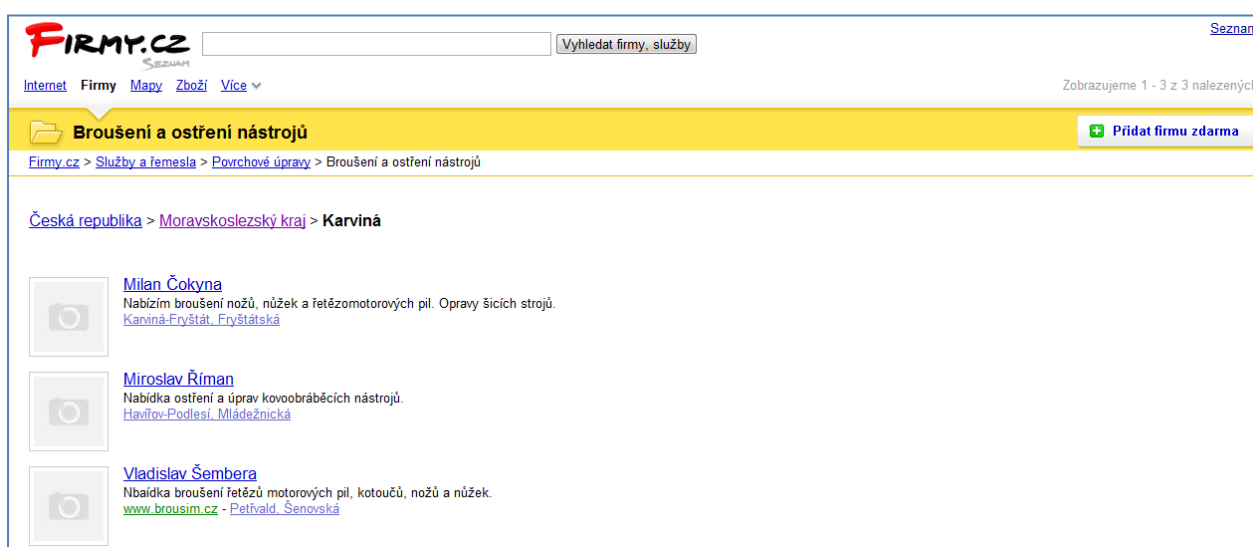 Seznam
FIRMY.CZ
Vyhledat firmy, služby
SEZNAM
Internet Firmy Mapy Zboží Více
Zobrazujeme 1 - 3 z 3 nalezených
Broušení a ostření nástrojů
Přidat firmu zdarma
Firmy.cz > Služby a řemesla > Povrchové úpravy > Broušení a ostření nástrojů
Česká republika > Moravskoslezský kraj > Karviná
Milan Čokyna
Nabízím broušení nožů, nůžek a řetězomotorových pil. Opravy šicích strojů.
Karviná-Fryštát, Fryštátská
Miroslav Říman
Nabídka ostření a úprav kovoobráběcích nástrojů.
Havířov-Podlesí, Mládežnická
Vladislav Šembera
Nbaídka broušení řetězů motorových pil, kotoučů, nožů a nůžek.
www.brousim.cz - Petřvald, Šenovská